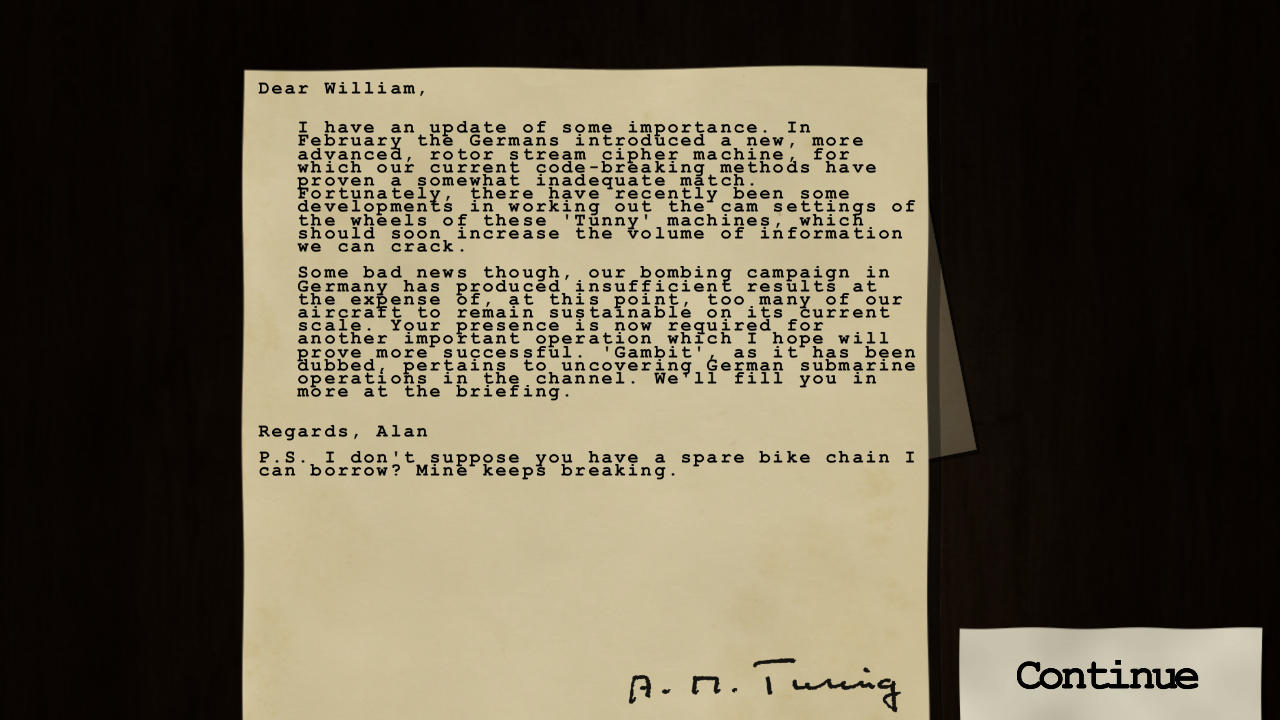 Dear William,
I have an update of some importance. In
February the Germans introduced a new, more
advanced, rotor stream cipher machine, for
which our current code-breaking methods have
proven a somewhat inadequate match.
Fortunately, there have recently been some
developments in working out the cam settings of
the wheels of these 'Tunny' machines, which
should soon increase the volume of information
we can crack.
Some bad news though, our bombing campaign in
Germany has produced insufficient results at
the expense of, at this point, too many of our
aircraft to remain sustainable on its current
scale. Your presence is now required for
another important operation which I hope will
prove more successful. 'Gambit', as it has been
dubbed, pertains to uncovering German submarine
operations in the channel. We'll fill you in
more at the briefing.
Regards, Alan
P.S. I don't suppose you have a spare bike chain I
can borrow? Mine keeps breaking.
A. M. Turing
Continue